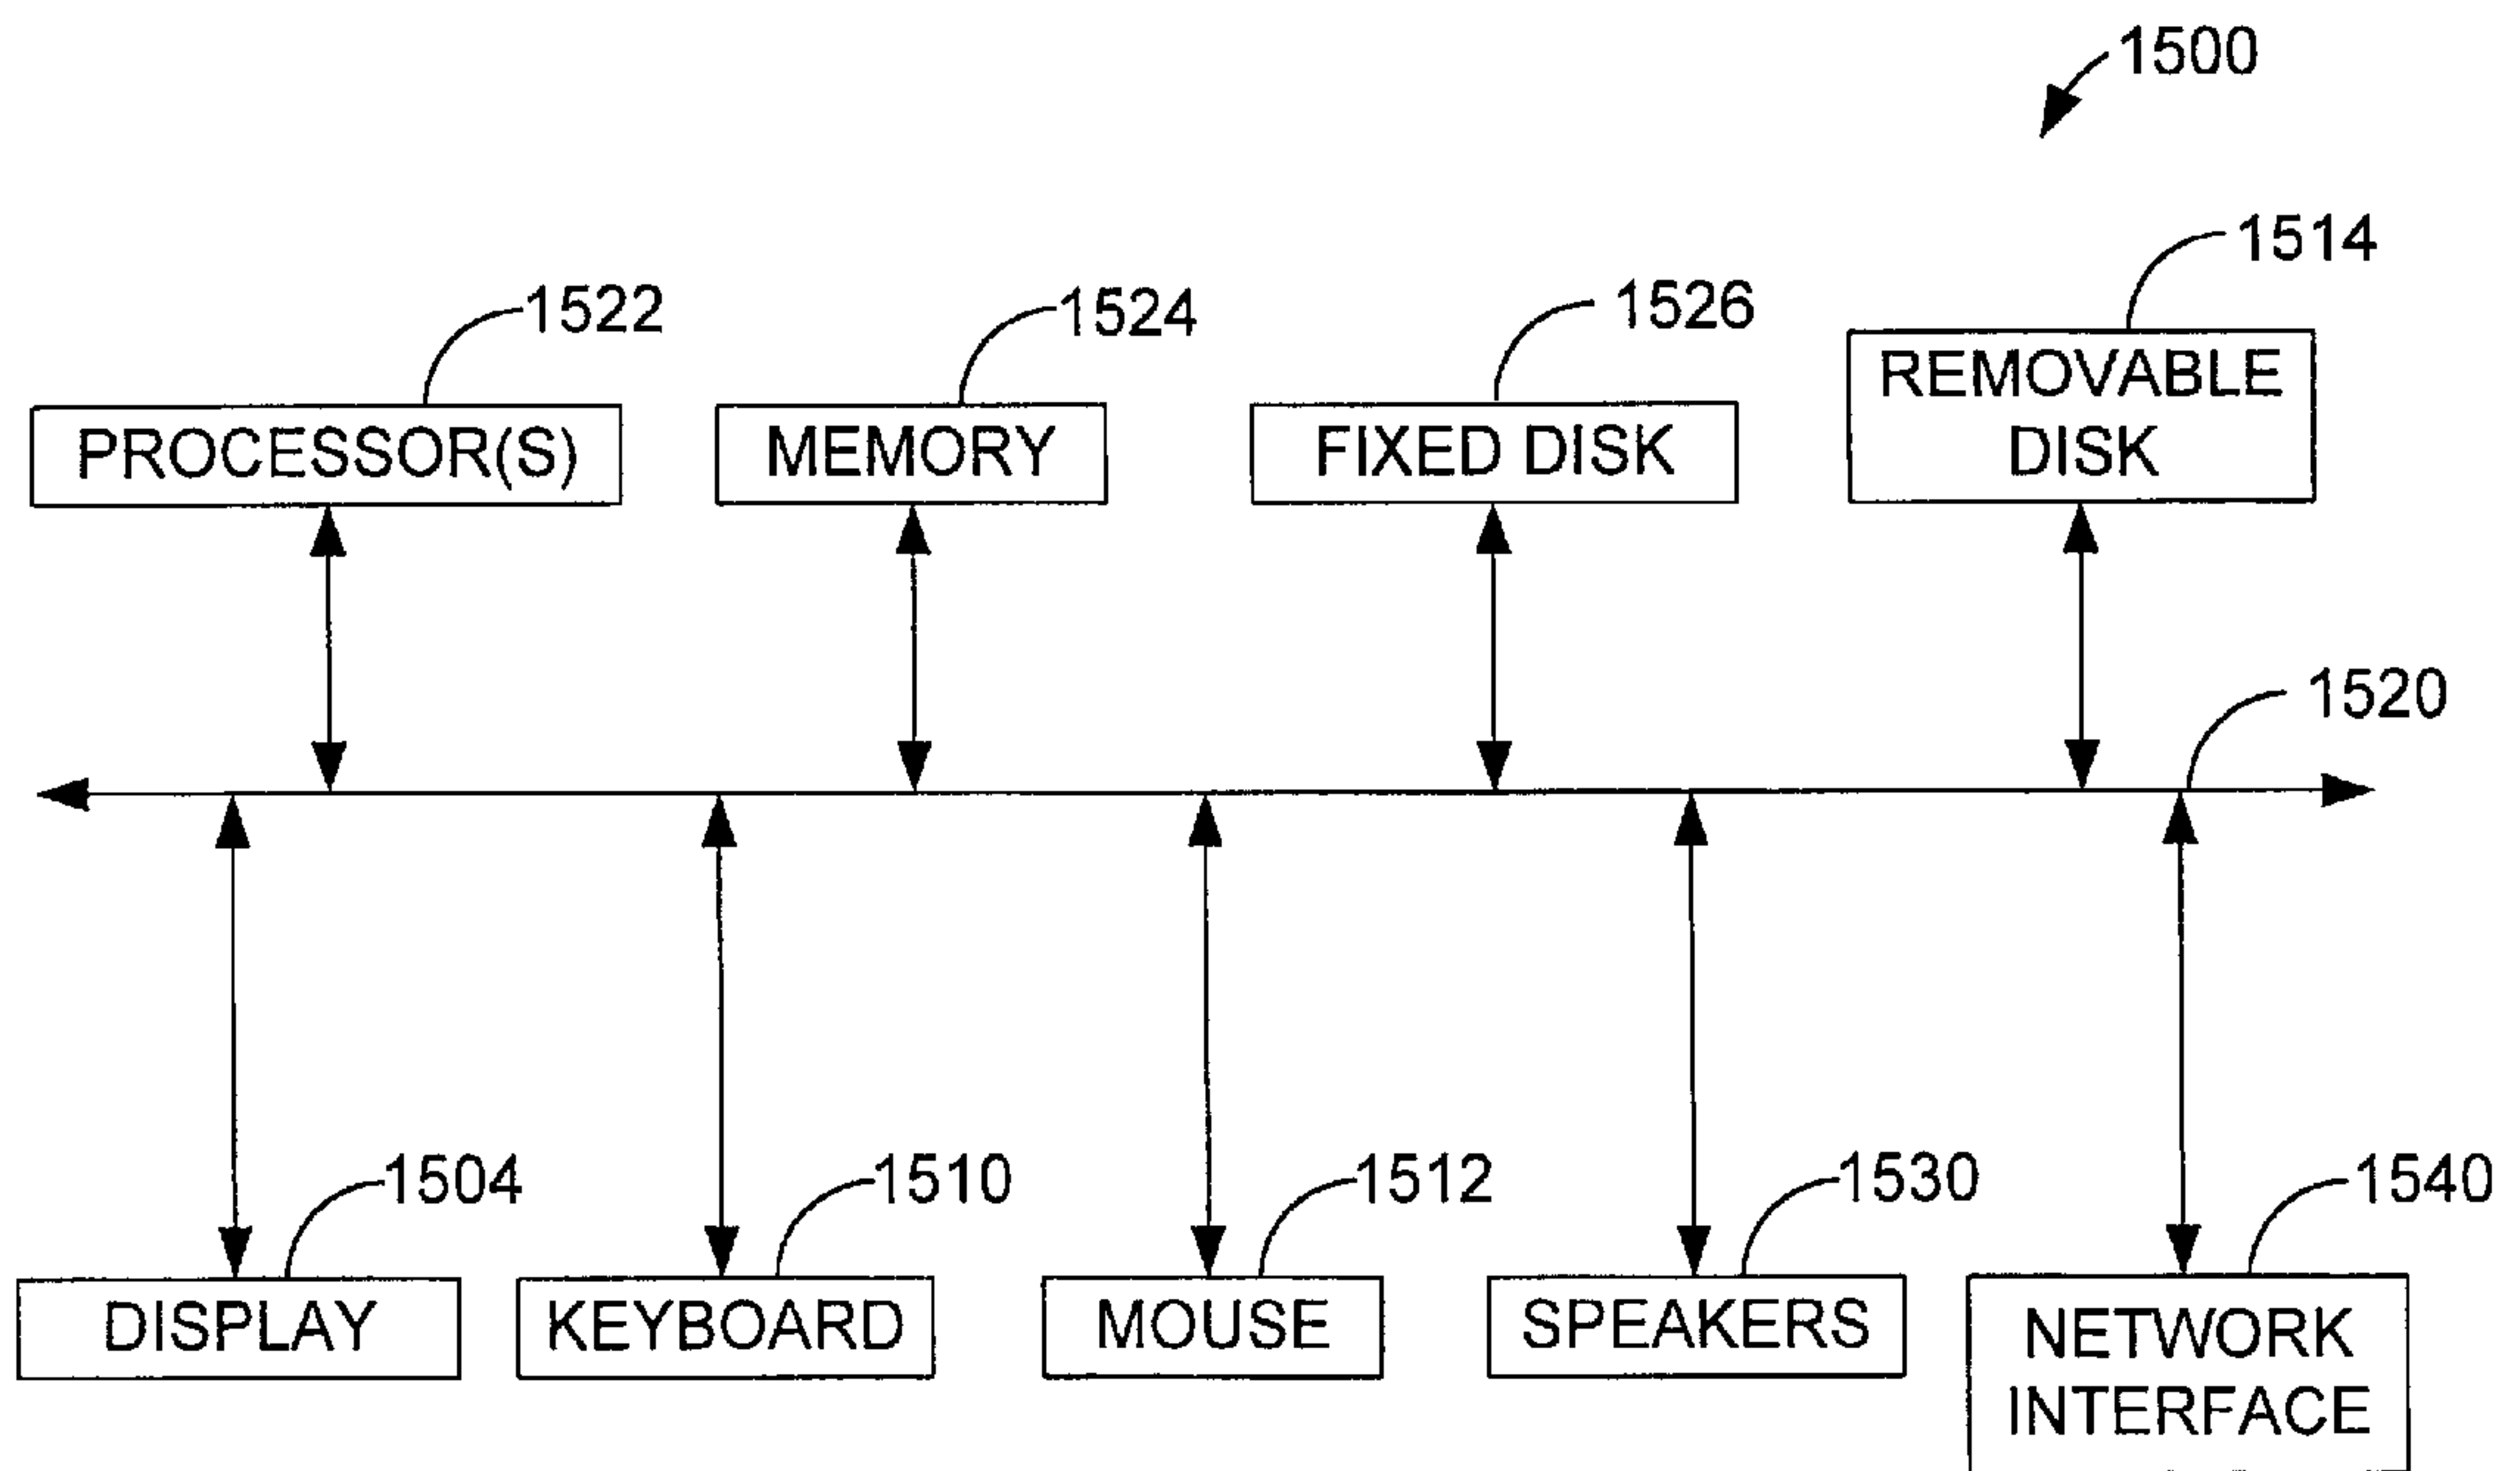 1500
1514
1522
1524
1526
REMOVABLE
DISK
PROCESSOR(S)
MEMORY
FIXED DISK
1520
1504
1510
1512
1530
1540
DISPLAY
KEYBOARD
MOUSE
SPEAKERS
NETWORK
INTERFACE